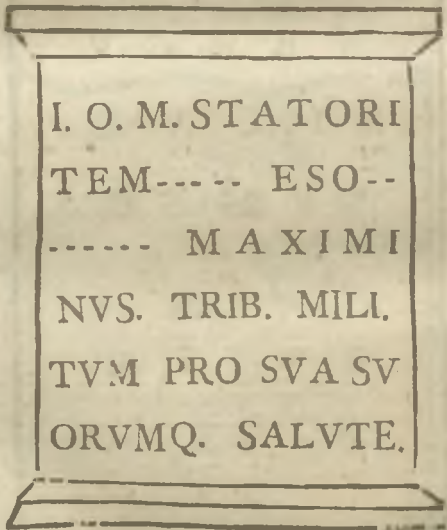 I. O. M. STATORI
TEM----- ESO--
------ MAXIMI
NVS. TRIB. MILI.
TVM PRO SVA SV
ORVMQ. SALVTE.